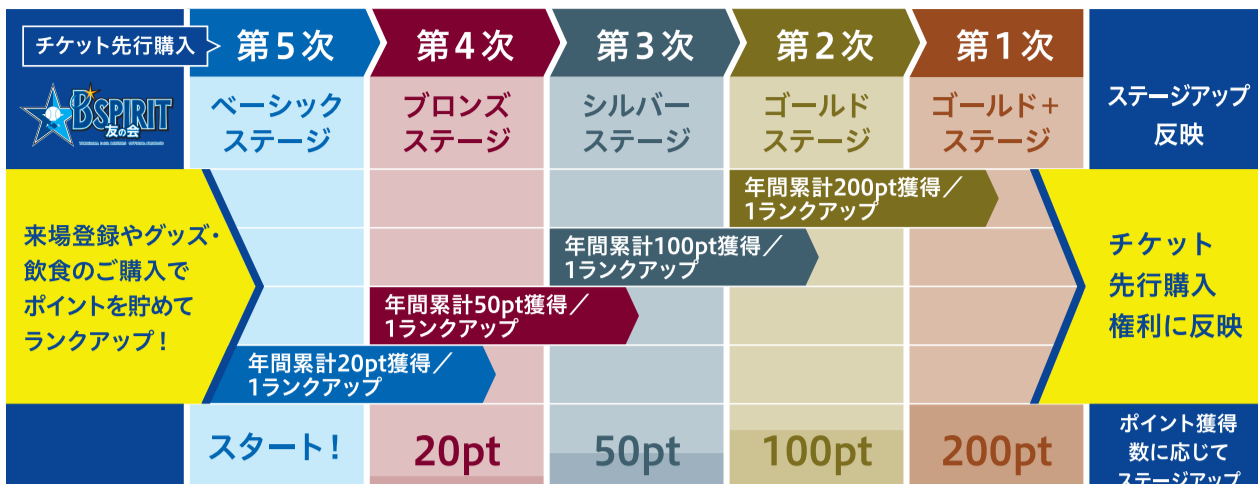 チケット先行購入
第5次
第4次
第3次
第2次
第1次
B'SPIRIT
友の会
ベーシック
ステージ
ブロンズ
ステージ
シルバー
ステージ
ゴールド
ステージ
ゴールド+
ステージ
ステージアップ
反映
来場登録やグッズ・
飲食のご購入で
ポイントを貯めて
ランクアップ!
年間累計200pt獲得/
1ランクアップ
年間累計100pt獲得/
1ランクアップ
年間累計50pt獲得/
1ランクアップ
年間累計20pt獲得/
1ランクアップ
チケット
先行購入
権利に反映
スタート!
20pt
50pt
100pt
200pt
ポイント獲得
数に応じて
ステージアップ